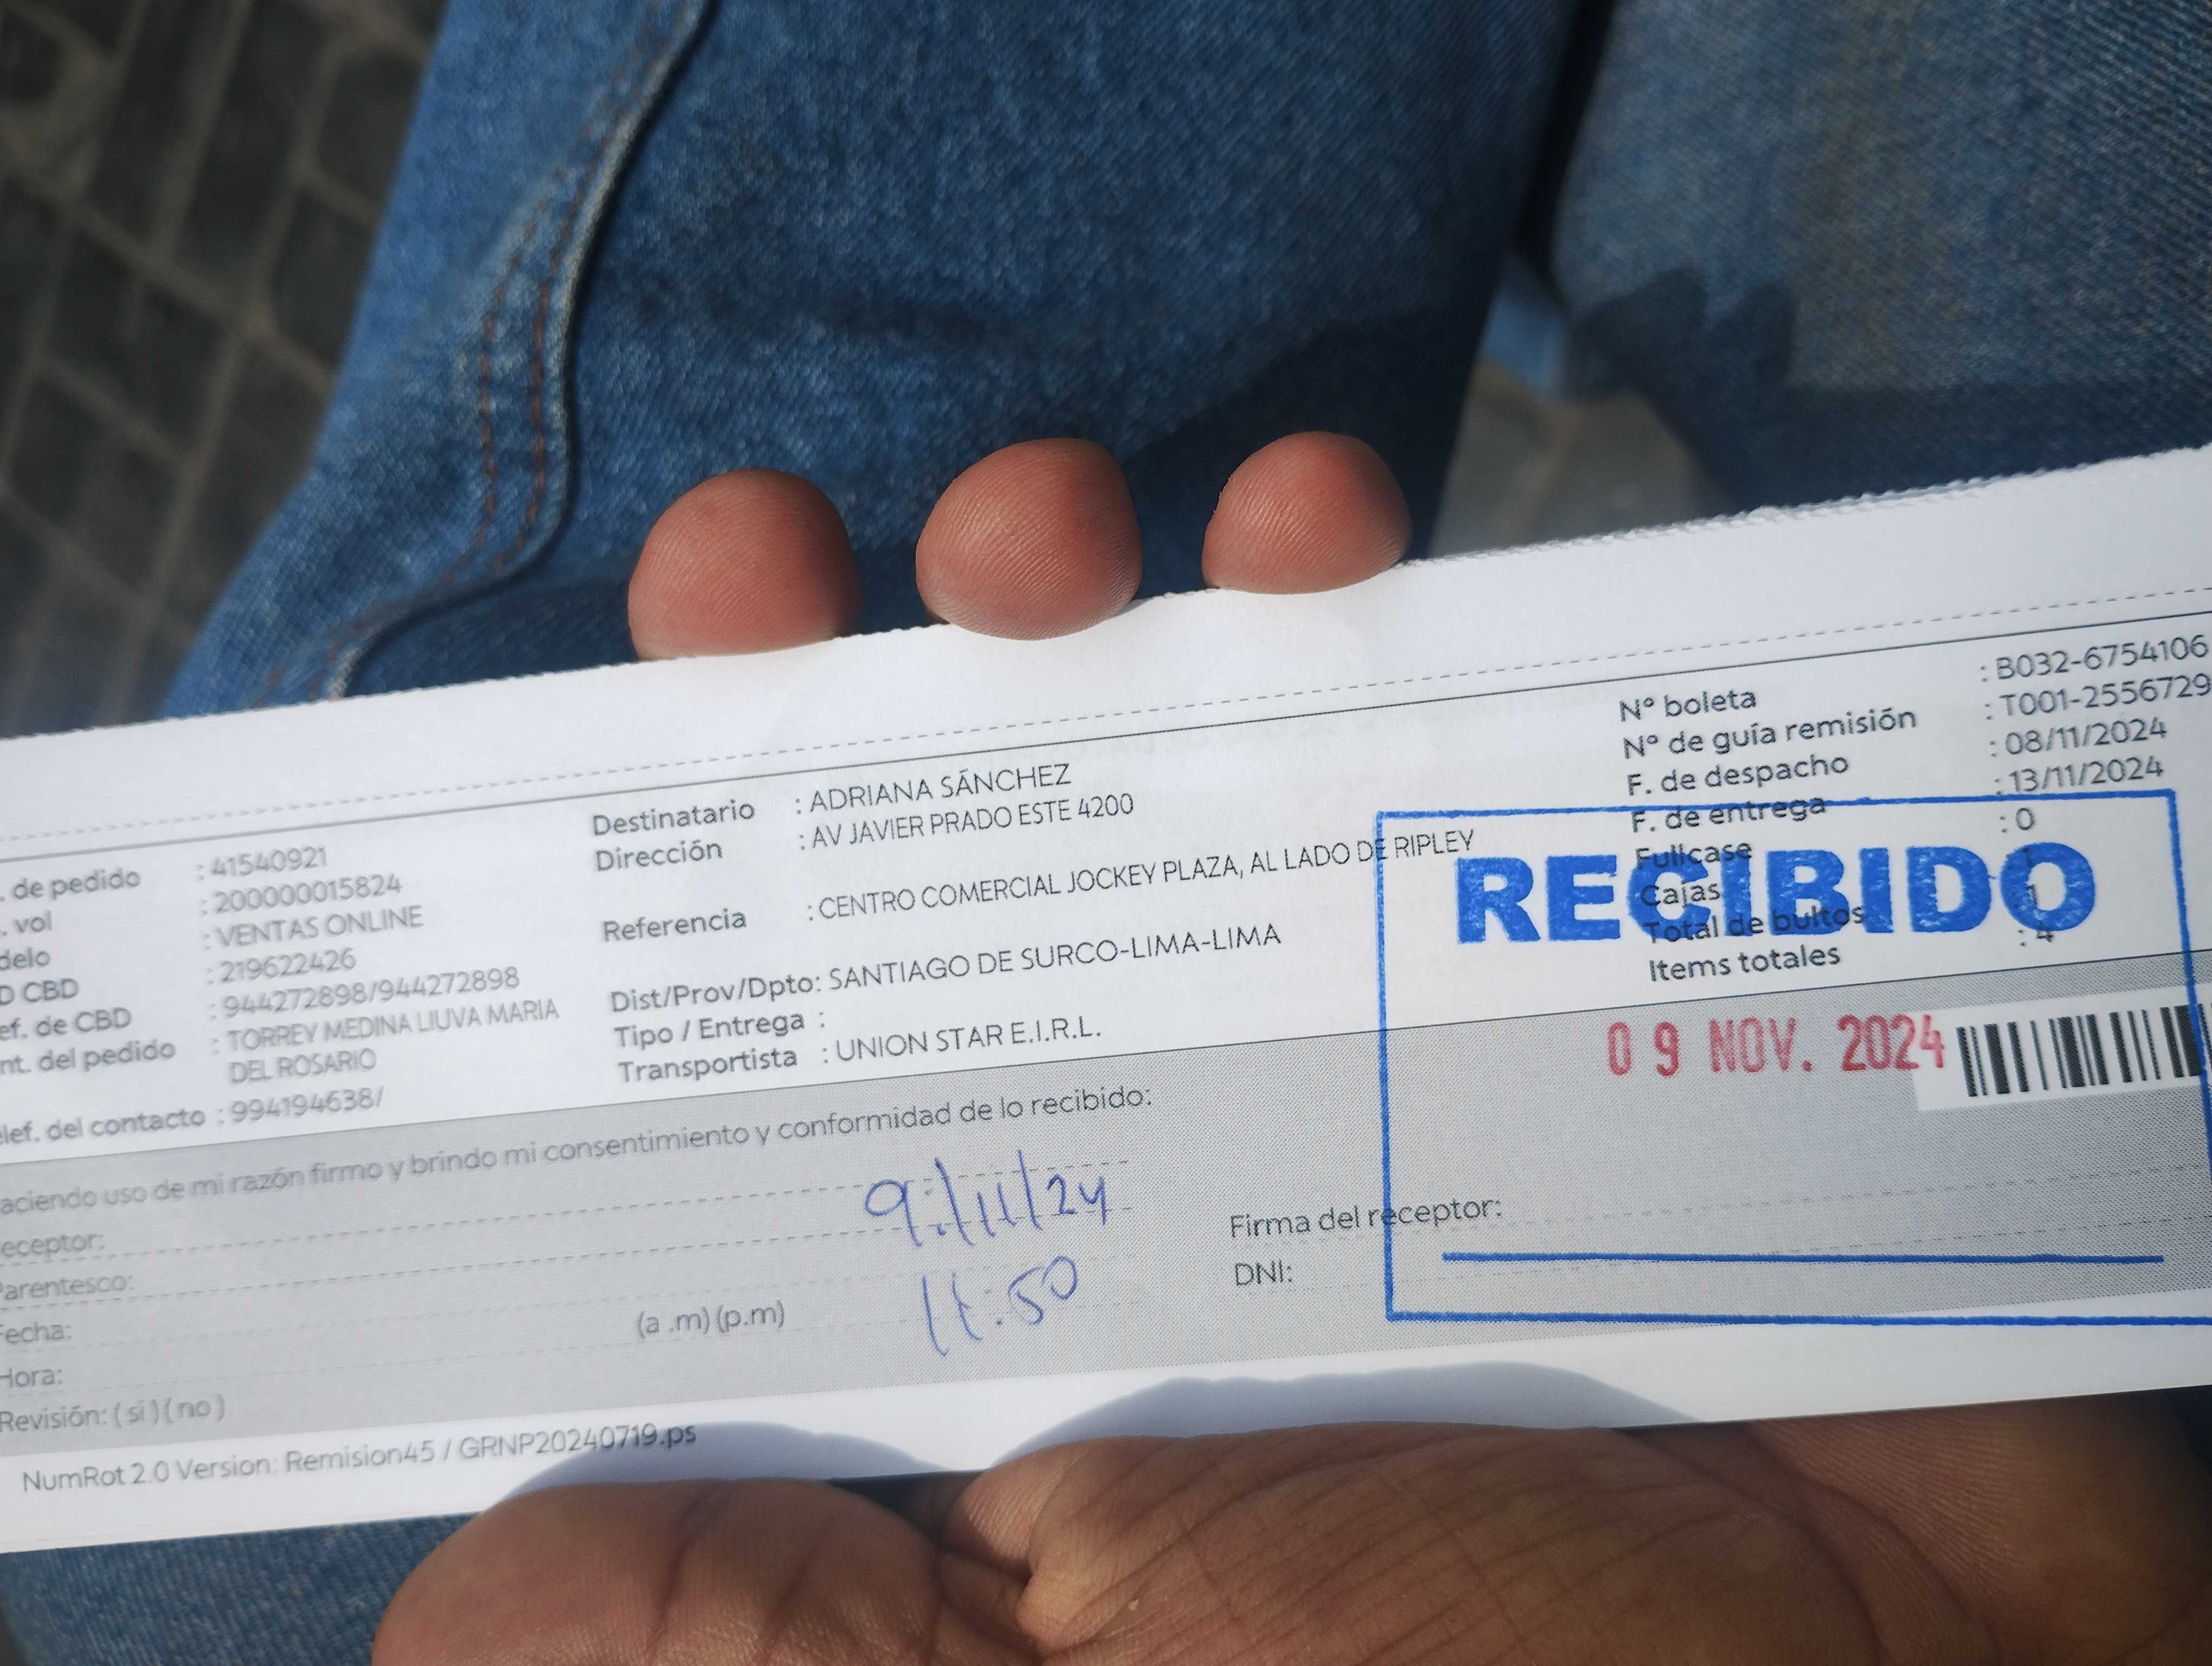 . de pedido : 41540921
. vol : 200000015824
delo : VENTAS ONLINE
D CBD : 219622426
ef. de CBD : 944272898/944272898
nt. del pedido : TORREY MEDINA LIUVA MARIA
DEL ROSARIO
elef. del contacto : 994194638/
Destinatario : ADRIANA SÁNCHEZ
Dirección : AV JAVIER PRADO ESTE 4200
Referencia : CENTRO COMERCIAL JOCKEY PLAZA, AL LADO DE RIPLEY
Dist/Prov/Dpto: SANTIAGO DE SURCO-LIMA-LIMA
Tipo / Entrega :
Transportista : UNION STAR E.I.R.L.
N° boleta : B032-6754106
N° de guía remisión : T001-2556729
F. de despacho : 08/11/2024
F. de entrega : 13/11/2024
Fullcase : 0
Cajas : 1
Total de bultos : 1
Items totales : 4
RECIBIDO
09 NOV. 2024
aciendo uso de mi razón firmo y brindo mi consentimiento y conformidad de lo recibido:
eceptor:
Parentesco:
Fecha: 9/11/24
Hora: (a .m) (p.m) 11:50
Revisión: ( si ) ( no )
Firma del receptor:
DNI:
NumRot 2.0 Version: Remision45 / GRNP20240719.ps